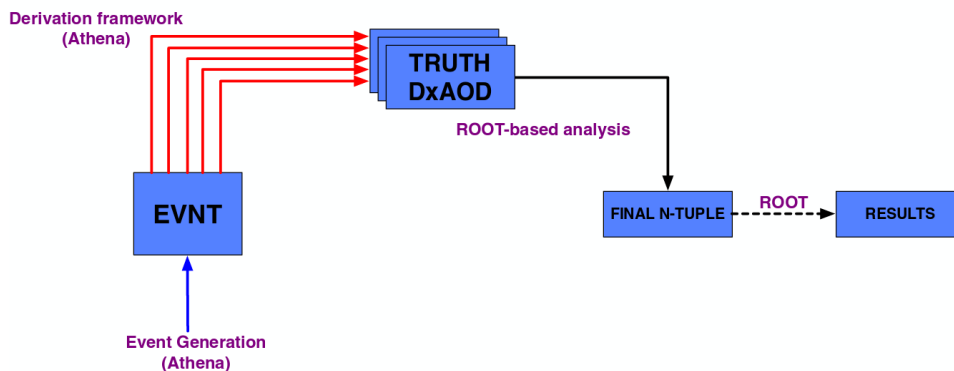 Derivation framework
(Athena)
TRUTH
DxAOD
ROOT-based analysis
EVNT
FINAL N-TUPLE
ROOT
RESULTS
Event Generation
(Athena)